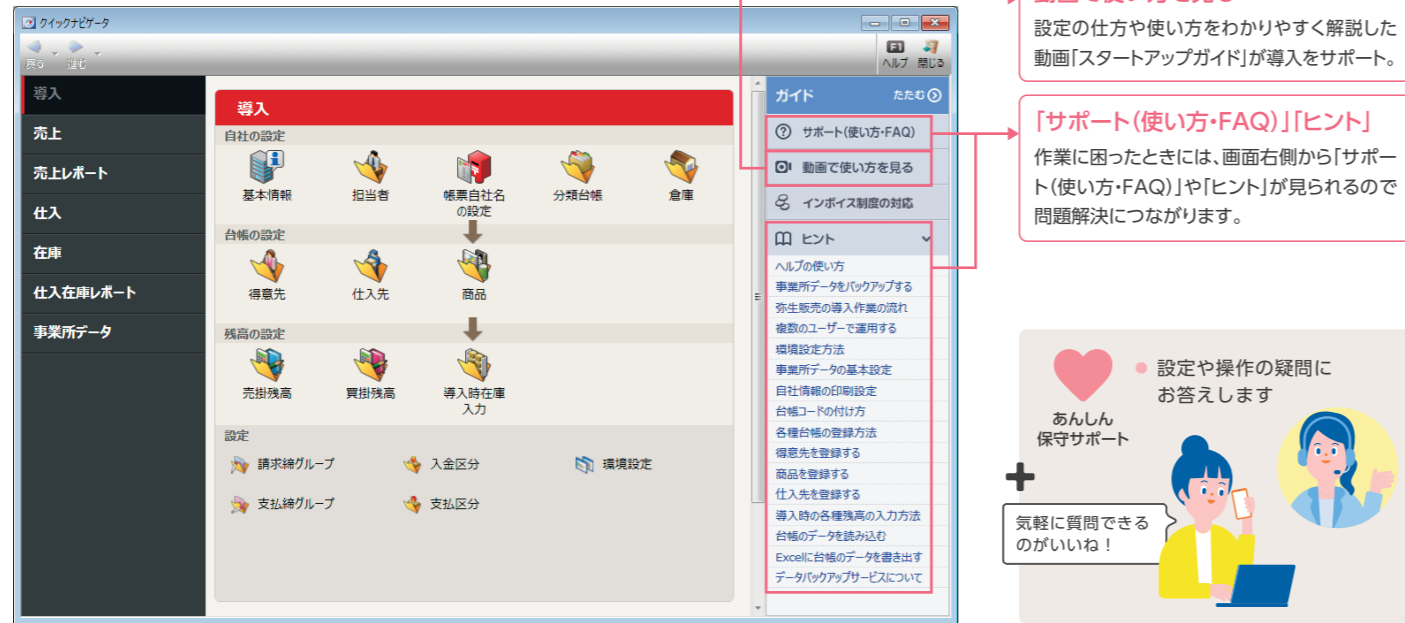 クイックナビゲータ
戻る 進む
F1
ヘルプ 閉じる
導入
売上
売上レポート
仕入
在庫
仕入在庫レポート
事業所データ
導入
自社の設定
基本情報
担当者
帳票自社名
の設定
分類台帳
倉庫
台帳の設定
得意先
仕入先
商品
残高の設定
売掛残高
買掛残高
導入時在庫
入力
設定
請求締グループ
入金区分
環境設定
支払締グループ
支払区分
ガイド
たたむ
サポート(使い方・FAQ)
動画で使い方を見る
インボイス制度の対応
ヒント
ヘルプの使い方
事業所データをバックアップする
弥生販売の導入作業の流れ
複数のユーザーで運用する
環境設定方法
事業所データの基本設定
自社情報の印刷設定
台帳コードの付け方
各種台帳の登録方法
得意先を登録する
商品を登録する
仕入先を登録する
導入時の各種残高の入力方法
台帳のデータを読み込む
Excelに台帳のデータを書き出す
データバックアップサービスについて
動画で使い方を見る
設定の仕方や使い方をわかりやすく解説した
動画「スタートアップガイド」が導入をサポート。
「サポート(使い方・FAQ)」「ヒント」
作業に困ったときには、画面右側から「サポー
ト(使い方・FAQ)」や「ヒント」が見られるので
問題解決につながります。
あんしん
保守サポート
設定や操作の疑問に
お答えします
気軽に質問できる
のがいいね！